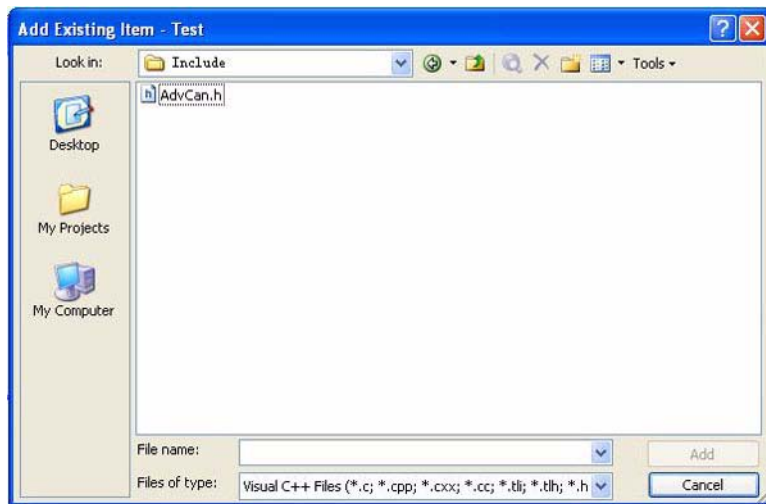 Add Existing Item - Test
Look in: Include Tools
h AdvCan.h
Desktop
My Projects
My Computer
File name: Add
Files of type: Visual C++ Files (*.c; *.cpp; *.cxx; *.cc; *.tli; *.tlh; *.h Cancel